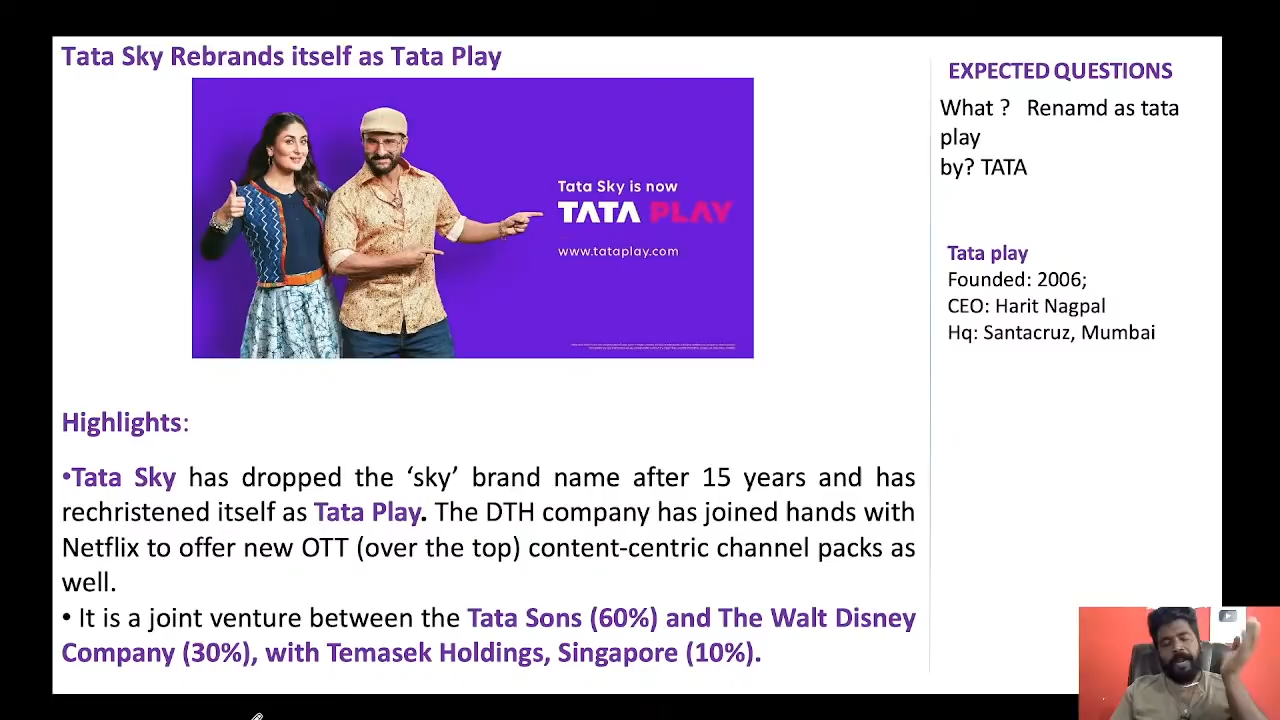 Tata Sky Rebrands itself as Tata Play
Tata Sky is now
TATA PLAY
www.tataplay.com
Highlights:
•Tata Sky has dropped the ‘sky’ brand name after 15 years and has
rechristened itself as Tata Play. The DTH company has joined hands with
Netflix to offer new OTT (over the top) content-centric channel packs as
well.
• It is a joint venture between the Tata Sons (60%) and The Walt Disney
Company (30%), with Temasek Holdings, Singapore (10%).
EXPECTED QUESTIONS
What ? Renamd as tata
play
by? TATA
Tata play
Founded: 2006;
CEO: Harit Nagpal
Hq: Santacruz, Mumbai